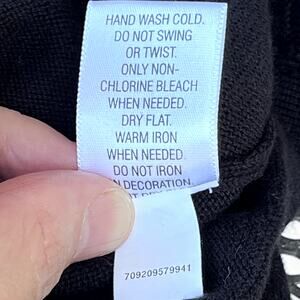 HAND WASH COLD.
DO NOT SWING
OR TWIST.
ONLY NON-
CHLORINE BLEACH
WHEN NEEDED.
DRY FLAT.
WARM IRON
WHEN NEEDED.
DO NOT IRON
DECORATION.
709209579941